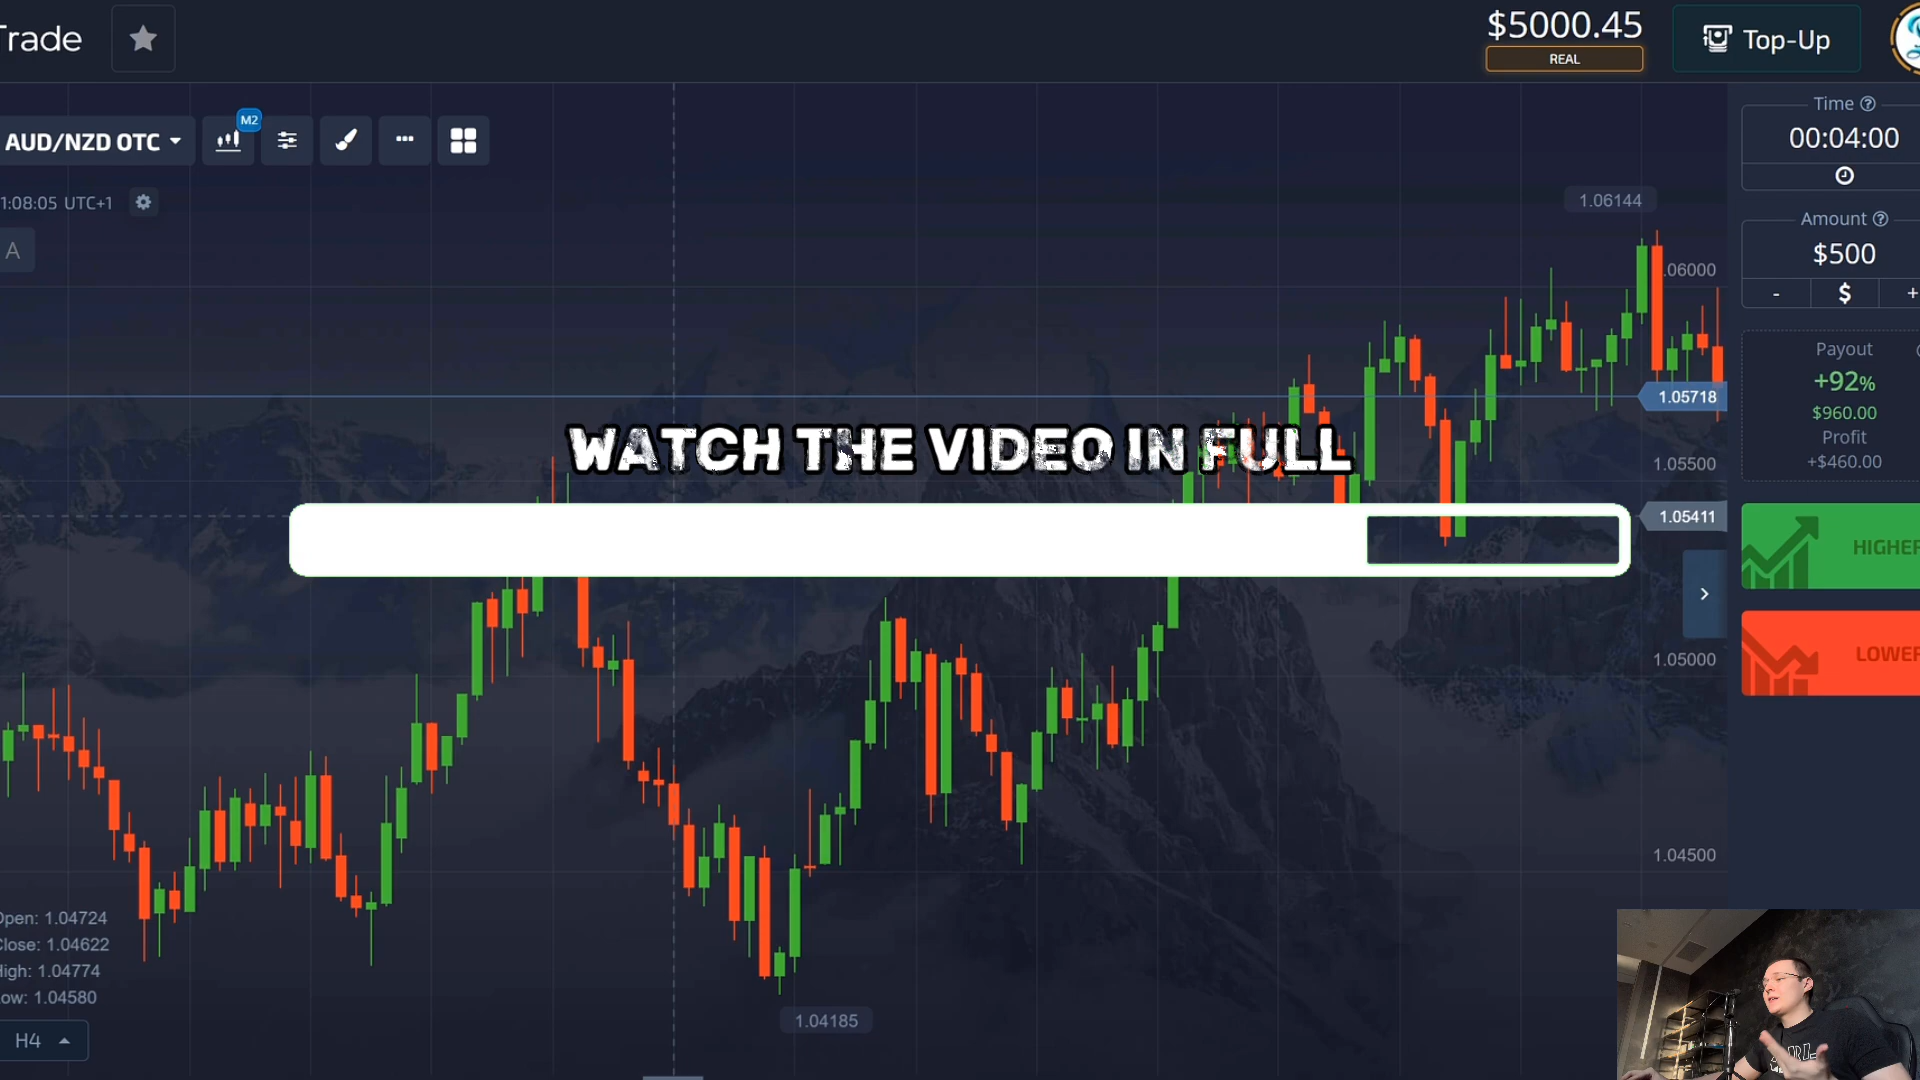 Trade
$5000.45
REAL
Top-Up
AUD/NZD OTC
M2
1:08:05 UTC+1
A
Time
00:04:00
Amount
$500
- $ +
Payout
+92%
$960.00
Profit
+$460.00
HIGHER
LOWER
1.06144
1.06000
1.05718
1.05500
1.05411
1.05000
1.04500
1.04185
WATCH THE VIDEO IN FULL
Open: 1.04724
Close: 1.04622
High: 1.04774
Low: 1.04580
H4